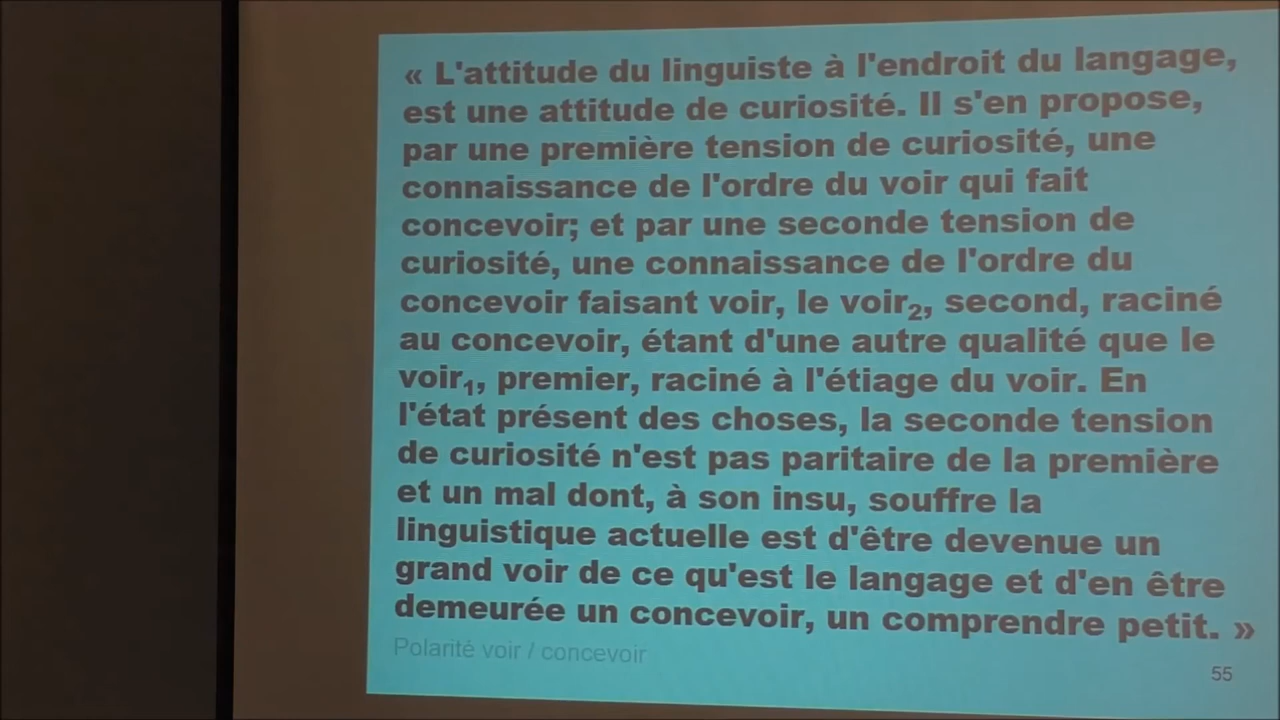 « L'attitude du linguiste à l'endroit du langage,
est une attitude de curiosité. Il s'en propose,
par une première tension de curiosité, une
connaissance de l'ordre du voir qui fait
concevoir; et par une seconde tension de
curiosité, une connaissance de l'ordre du
concevoir faisant voir, le voir₂, second, raciné
au concevoir, étant d'une autre qualité que le
voir₁, premier, raciné à l'étiage du voir. En
l'état présent des choses, la seconde tension
de curiosité n'est pas paritaire de la première
et un mal dont, à son insu, souffre la
linguistique actuelle est d'être devenue un
grand voir de ce qu'est le langage et d'en être
demeurée un concevoir, un comprendre petit. »
Polarité voir / concevoir
55